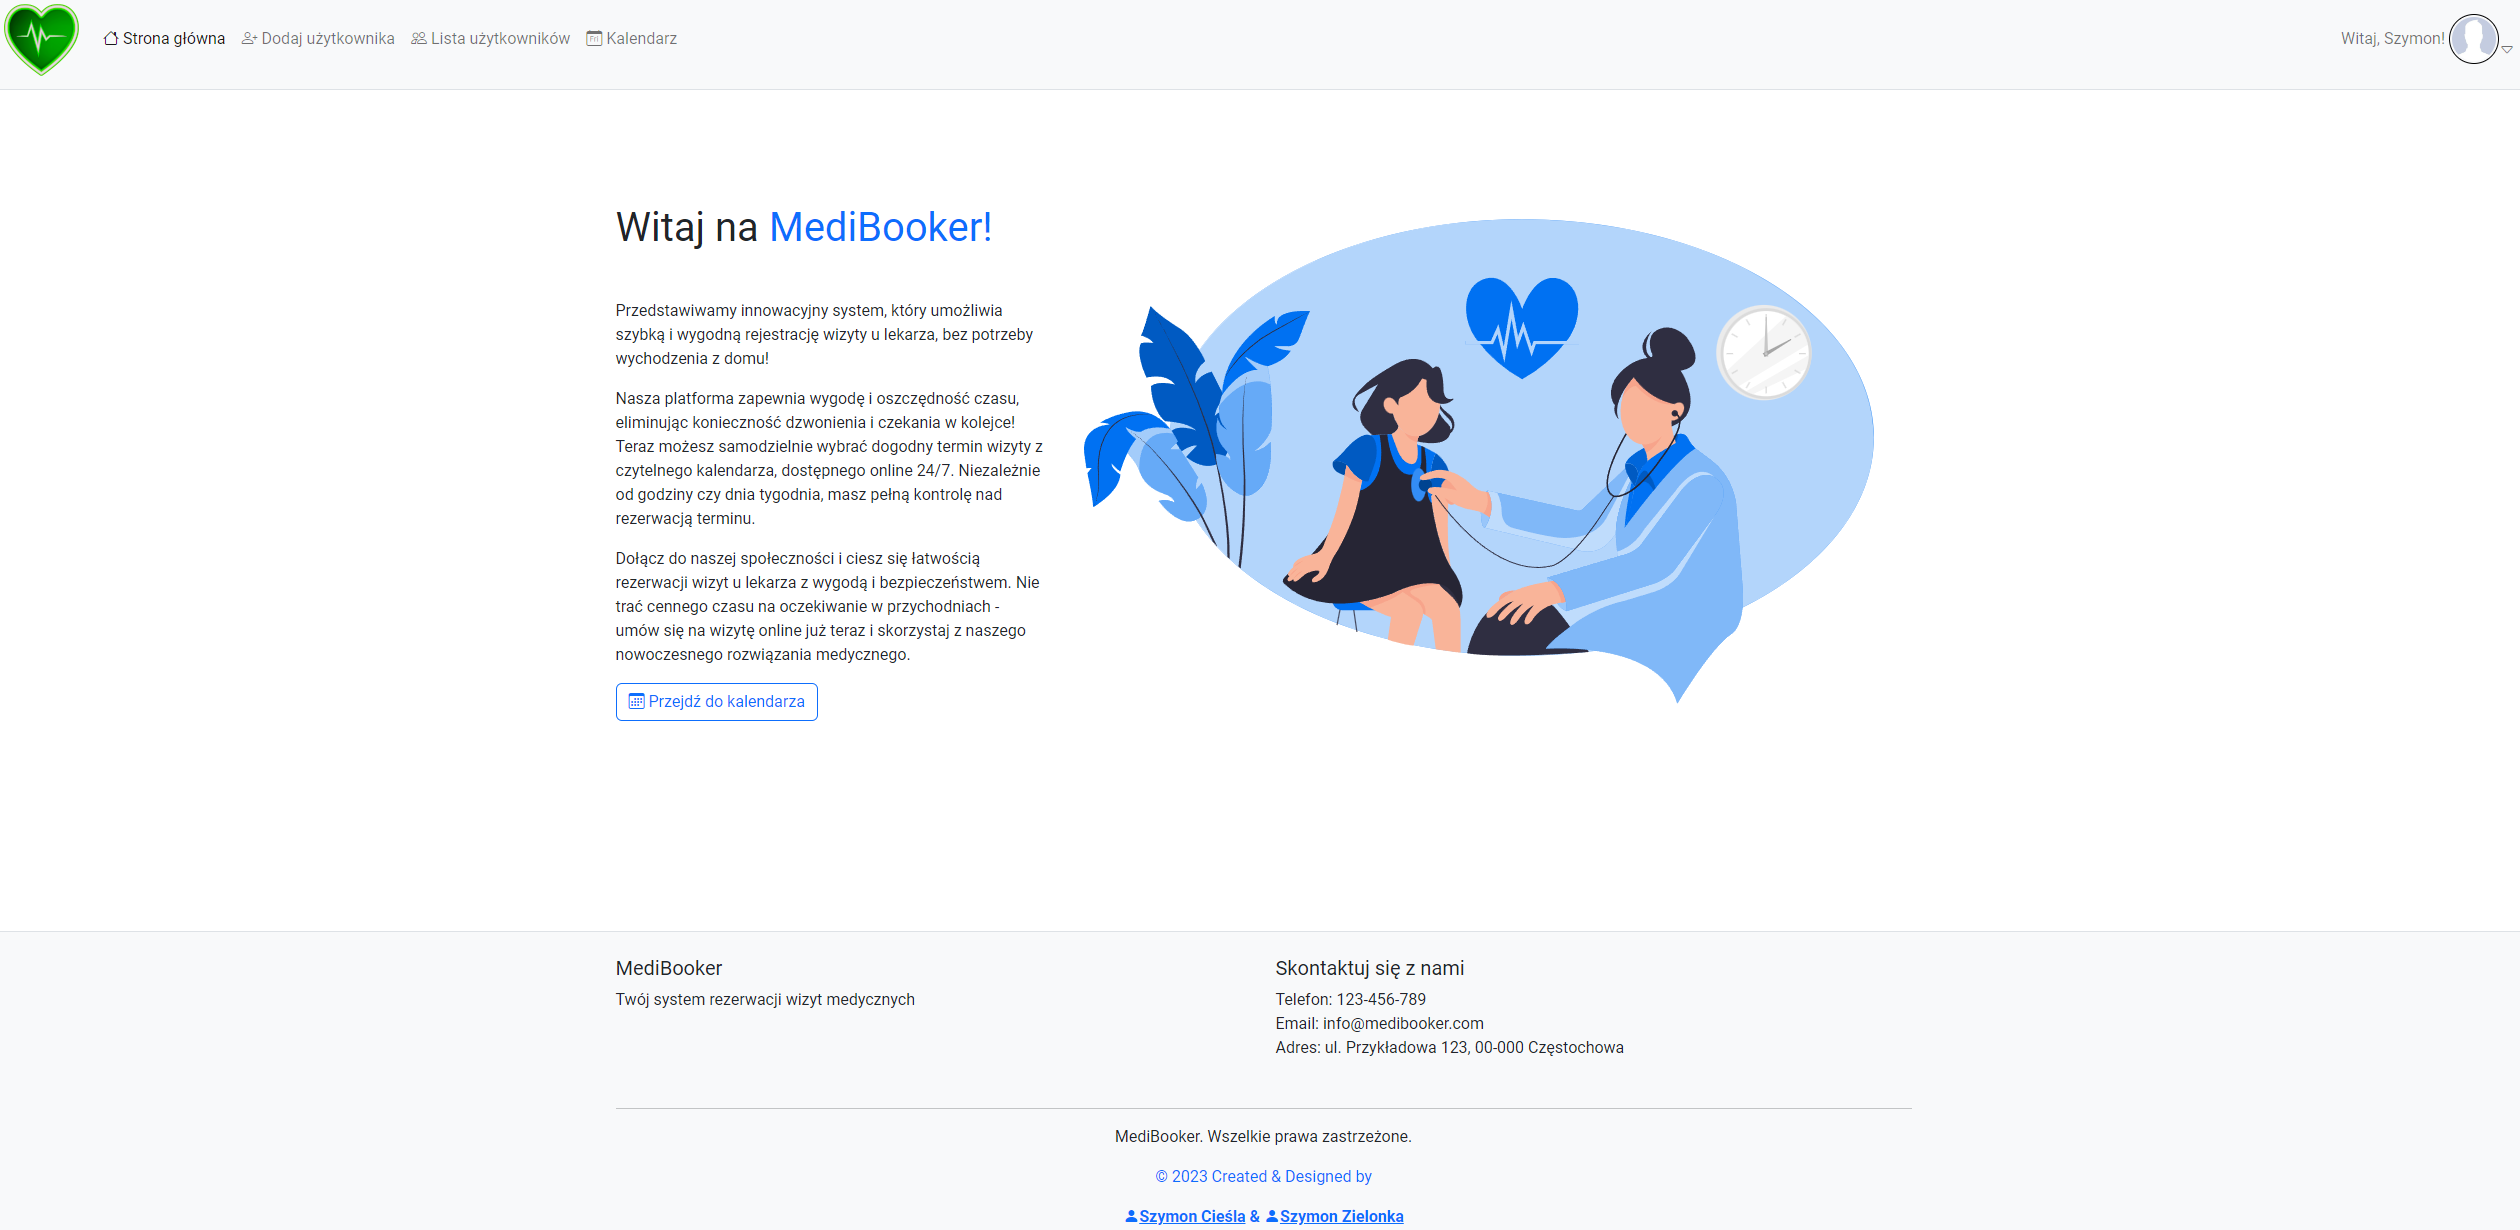 Strona główna Dodaj użytkownika Lista użytkowników Kalendarz Witaj, Szymon!
Witaj na MediBooker!
Przedstawiwamy innowacyjny system, który umożliwia
szybką i wygodną rejestrację wizyty u lekarza, bez potrzeby
wychodzenia z domu!
Nasza platforma zapewnia wygodę i oszczędność czasu,
eliminując konieczność dzwonienia i czekania w kolejce!
Teraz możesz samodzielnie wybrać dogodny termin wizyty z
czytelnego kalendarza, dostępnego online 24/7. Niezależnie
od godziny czy dnia tygodnia, masz pełną kontrolę nad
rezerwacją terminu.
Dołącz do naszej społeczności i ciesz się łatwością
rezerwacji wizyt u lekarza z wygodą i bezpieczeństwem. Nie
trać cennego czasu na oczekiwanie w przychodniach -
umów się na wizytę online już teraz i skorzystaj z naszego
nowoczesnego rozwiązania medycznego.
Przejdź do kalendarza
MediBooker
Twój system rezerwacji wizyt medycznych
Skontaktuj się z nami
Telefon: 123-456-789
Email: info@medibooker.com
Adres: ul. Przykładowa 123, 00-000 Częstochowa
MediBooker. Wszelkie prawa zastrzeżone.
© 2023 Created & Designed by
Szymon Cieśla & Szymon Zielonka